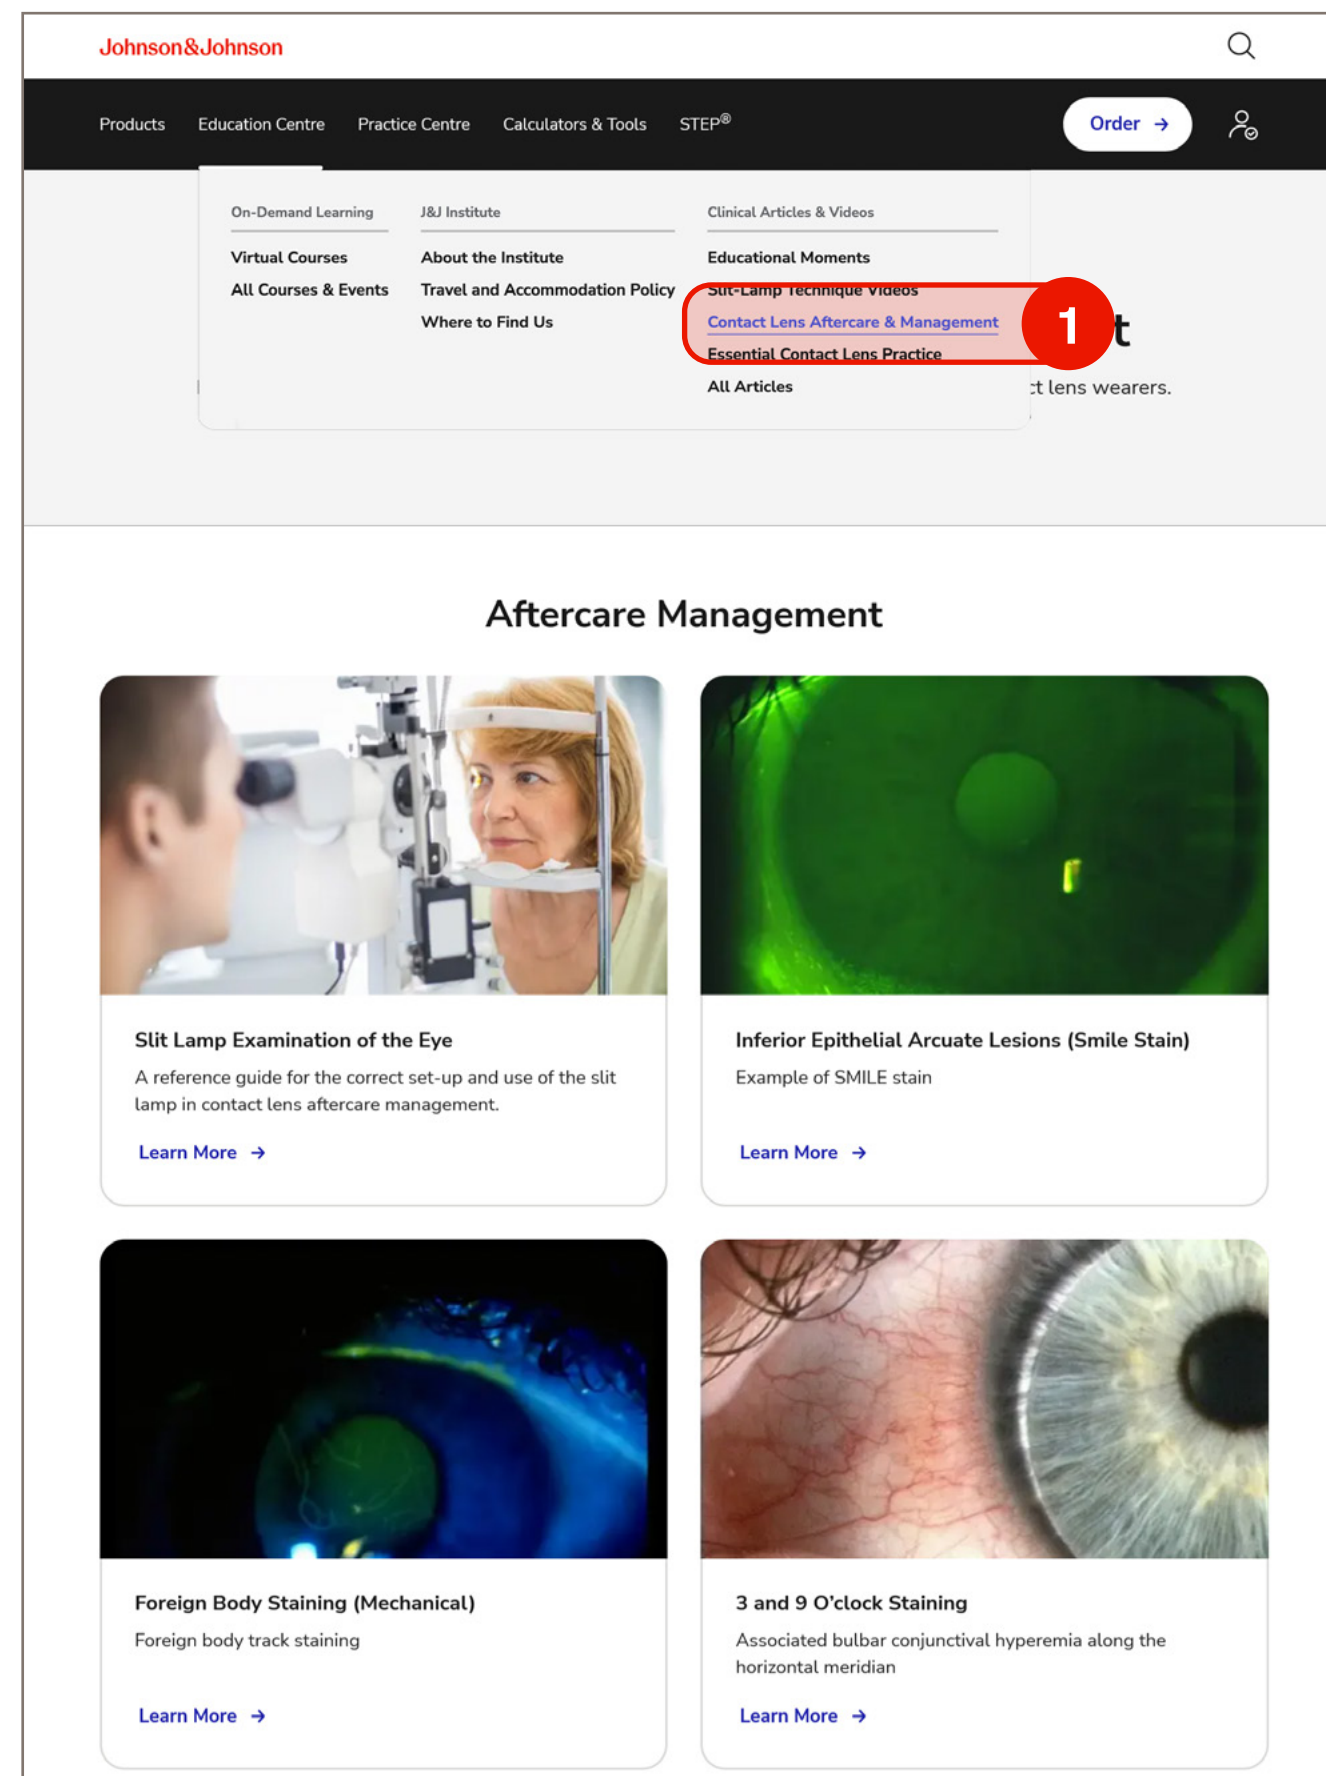 Johnson&Johnson
Products Education Centre Practice Centre Calculators & Tools STEP® Order →
On-Demand Learning
Virtual Courses
All Courses & Events
J&J Institute
About the Institute
Travel and Accommodation Policy
Where to Find Us
Clinical Articles & Videos
Educational Moments
Slit-Lamp Technique Videos
Contact Lens Aftercare & Management
Essential Contact Lens Practice
All Articles
1
lens wearers.
Aftercare Management
Slit Lamp Examination of the Eye
A reference guide for the correct set-up and use of the slit
lamp in contact lens aftercare management.
Learn More →
Inferior Epithelial Arcuate Lesions (Smile Stain)
Example of SMILE stain
Learn More →
Foreign Body Staining (Mechanical)
Foreign body track staining
Learn More →
3 and 9 O'clock Staining
Associated bulbar conjunctival hyperemia along the
horizontal meridian
Learn More →